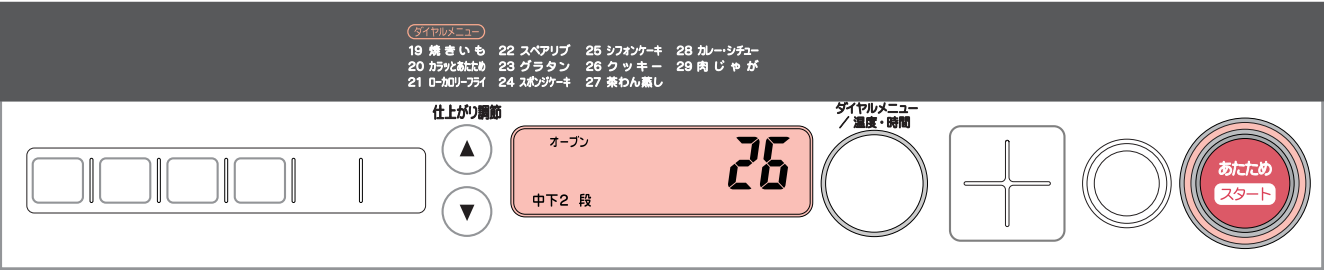 ダイヤルメニュー
19 焼きいも 22 スペアリブ 25 シフォンケーキ 28 カレー・シチュー
20 カラッとあたため 23 グラタン 26 クッキー 29 肉じゃが
21 ローカロリーフライ 24 スポンジケーキ 27 茶わん蒸し
仕上がり調節
▲
▼
オーブン
26
中下2 段
ダイヤルメニュー
／温度・時間
あたため
スタート